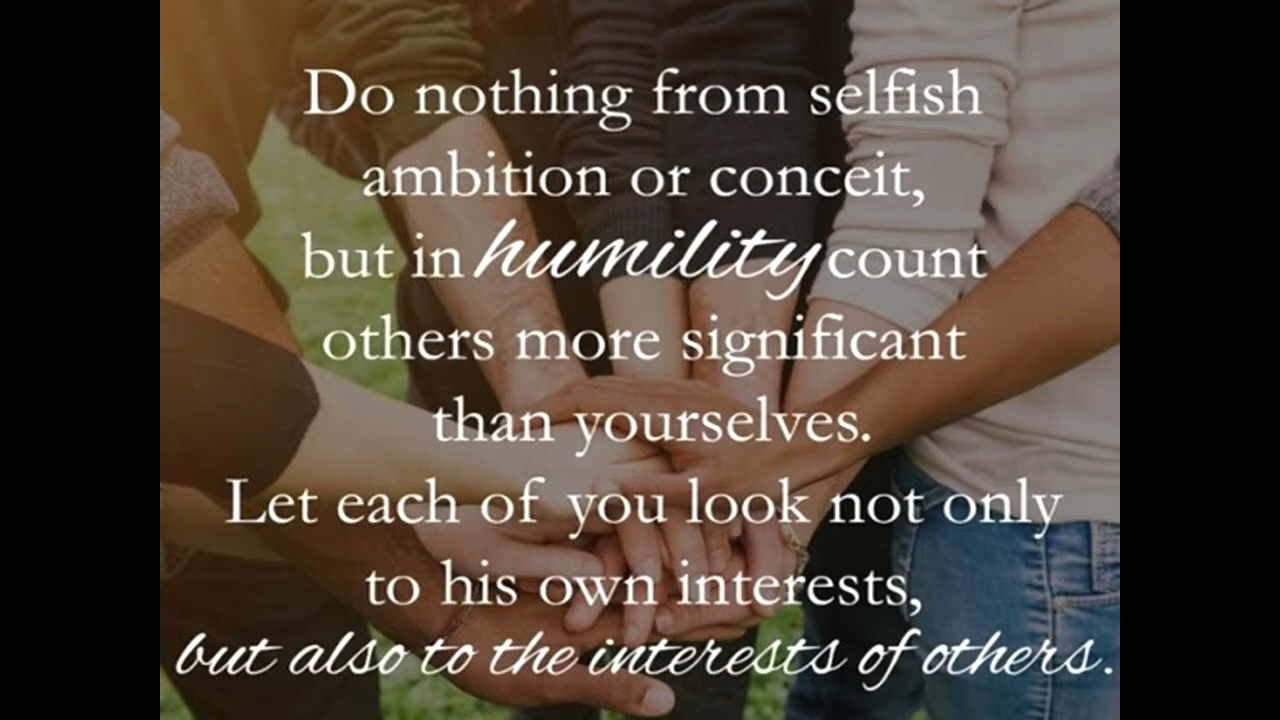 Do nothing from selfish
ambition or conceit,
but in humility count
others more significant
than yourselves.
Let each of you look not only
to his own interests,
but also to the interests of others.